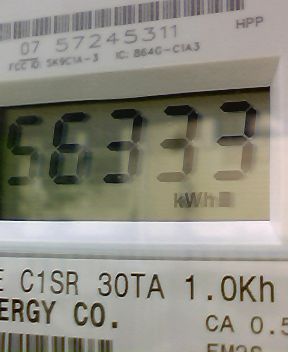 HPP
07 57245311
FCC ID: SK9C1A-3 IC: 864G-C1A3
56333
kWh
E C1SR 30TA 1.0Kh
ERGY CO.
CA 0.5